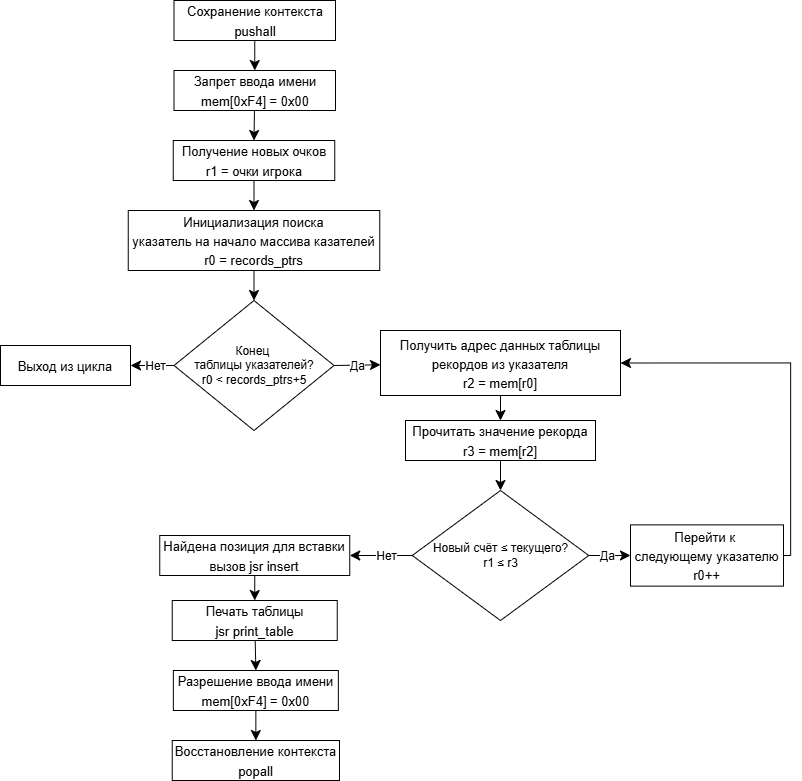 Сохранение контекста
pushall
Запрет ввода имени
mem[0xF4] = 0x00
Получение новых очков
r1 = очки игрока
Инициализация поиска
указатель на начало массива казателей
r0 = records_ptrs
Конец
таблицы указателей?
r0 < records_ptrs+5
Нет
Выход из цикла
Да
Получить адрес данных таблицы
рекордов из указателя
r2 = mem[r0]
Прочитать значение рекорда
r3 = mem[r2]
Новый счёт ≤ текущего?
r1 ≤ r3
Да
Перейти к
следующему указателю
r0++
Нет
Найдена позиция для вставки
вызов jsr insert
Печать таблицы
jsr print_table
Разрешение ввода имени
mem[0xF4] = 0x00
Восстановление контекста
popall